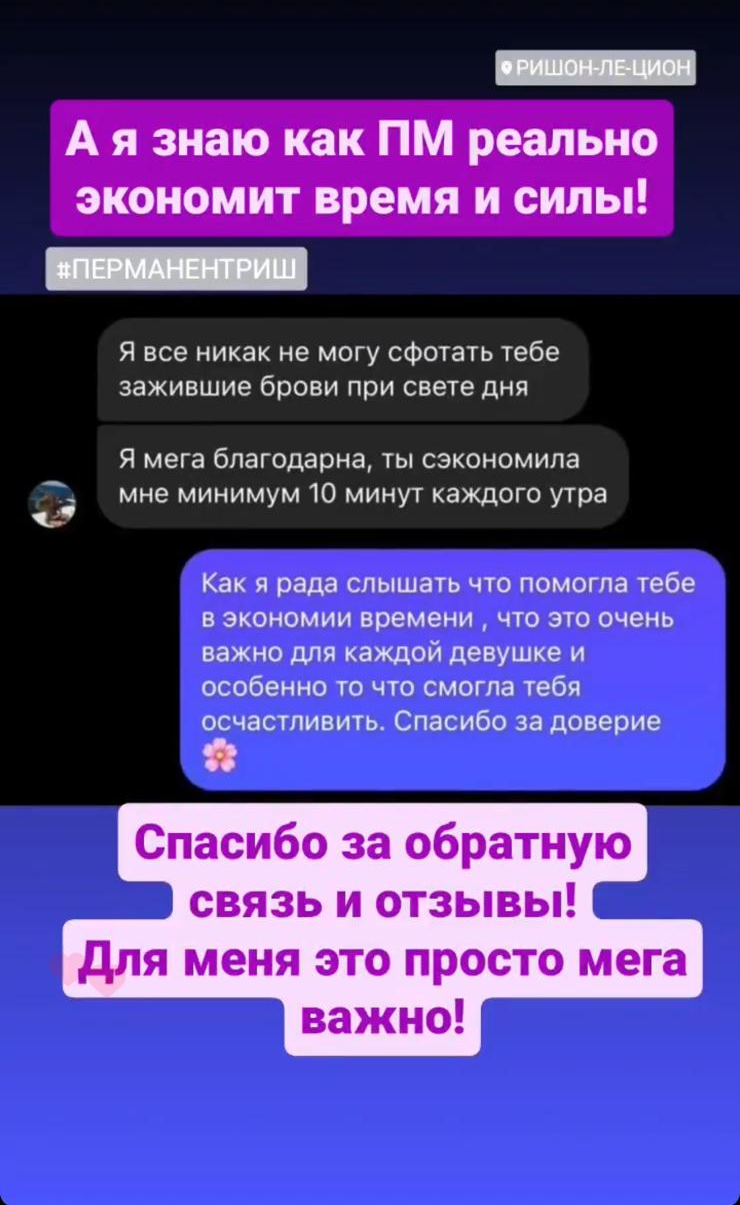 РИШОН-ЛЕ-ЦИОН
А я знаю как ПМ реально
экономит время и силы!
#ПЕРМАНЕНТРИШ
Я все никак не могу сфотать тебе
зажившие брови при свете дня
Я мега благодарна, ты сэкономила
мне минимум 10 минут каждого утра
Как я рада слышать что помогла тебе
в экономии времени , что это очень
важно для каждой девушке и
особенно то что смогла тебя
осчастливить. Спасибо за доверие
🌸
Спасибо за обратную
связь и отзывы!
Для меня это просто мега
важно!